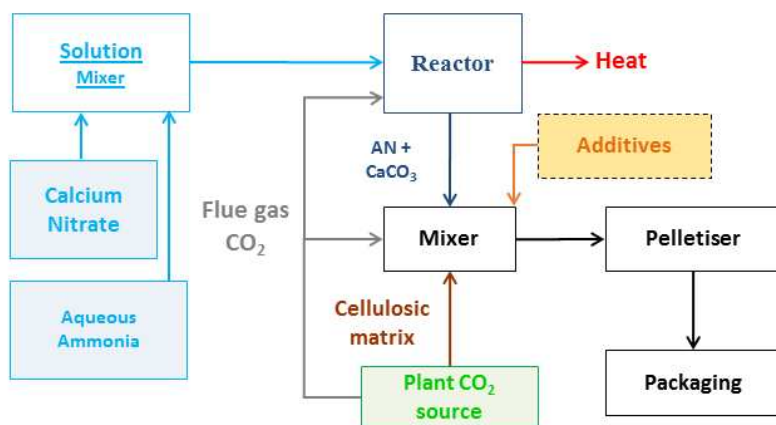 Solution
Mixer
Reactor
Heat
AN +
CaCO₃
Additives
Calcium
Nitrate
Flue gas
CO₂
Mixer
Pelletiser
Aqueous
Ammonia
Cellulosic
matrix
Plant CO₂
source
Packaging